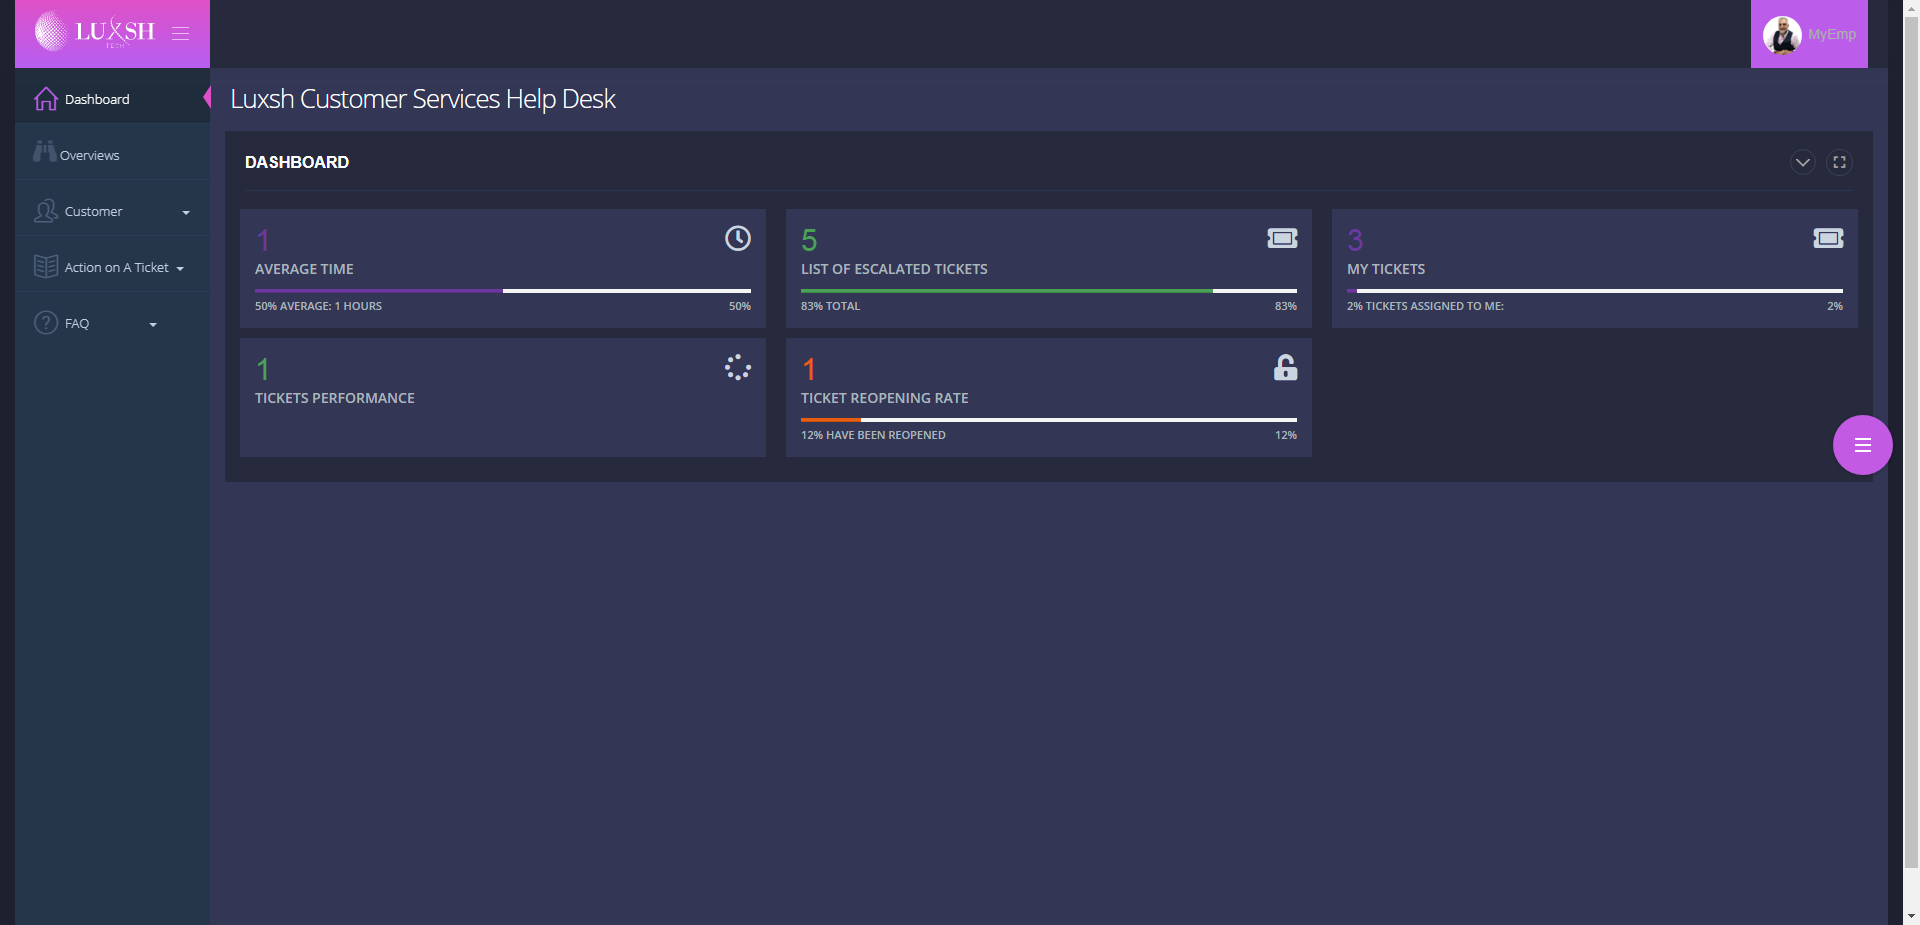 LUXSH
TECH
MyEmp
Dashboard
Overviews
Customer
Action on A Ticket
FAQ
Luxsh Customer Services Help Desk
DASHBOARD
1
AVERAGE TIME
50% AVERAGE: 1 HOURS 50%
5
LIST OF ESCALATED TICKETS
83% TOTAL 83%
3
MY TICKETS
2% TICKETS ASSIGNED TO ME: 2%
1
TICKETS PERFORMANCE
1
TICKET REOPENING RATE
12% HAVE BEEN REOPENED 12%